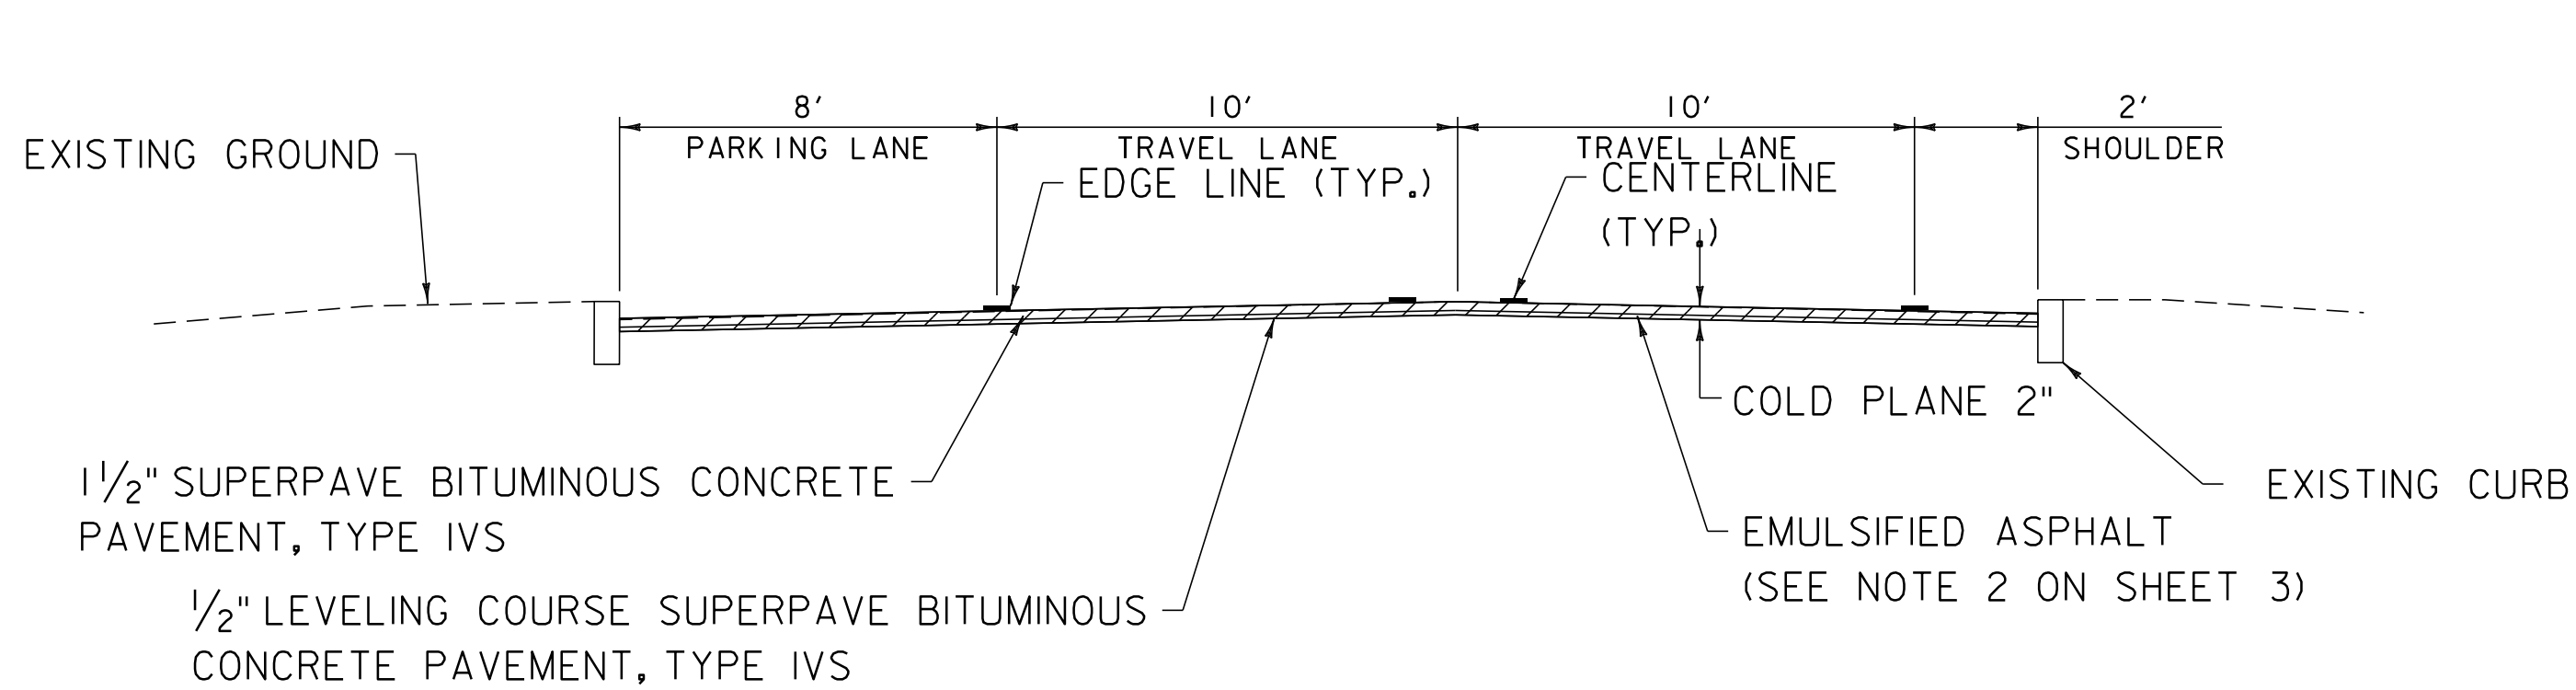 8' 10' 10' 2'
PARKING LANE TRAVEL LANE TRAVEL LANE SHOULDER
EXISTING GROUND
EDGE LINE (TYP.)
CENTERLINE
(TYP.)
COLD PLANE 2"
1 1/2" SUPERPAVE BITUMINOUS CONCRETE
PAVEMENT, TYPE IVS
EXISTING CURB
EMULSIFIED ASPHALT
(SEE NOTE 2 ON SHEET 3)
1/2" LEVELING COURSE SUPERPAVE BITUMINOUS
CONCRETE PAVEMENT, TYPE IVS